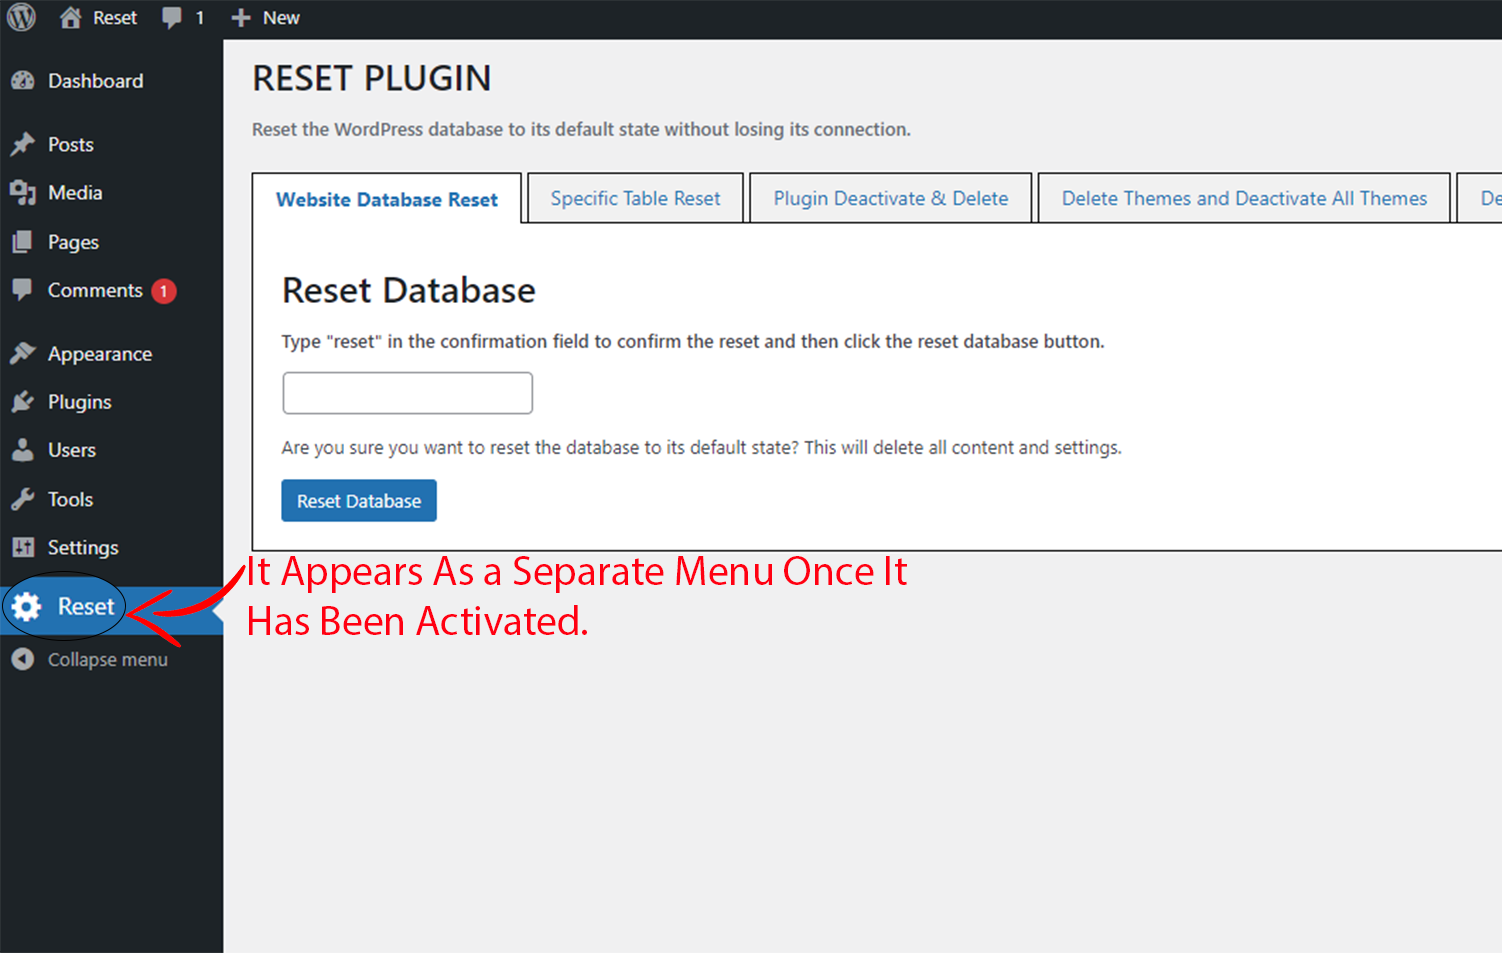 Reset 1 New
Dashboard
Posts
Media
Pages
Comments 1
Appearance
Plugins
Users
Tools
Settings
Reset
Collapse menu
RESET PLUGIN
Reset the WordPress database to its default state without losing its connection.
Website Database Reset Specific Table Reset Plugin Deactivate & Delete Delete Themes and Deactivate All Themes De
Reset Database
Type "reset" in the confirmation field to confirm the reset and then click the reset database button.
Are you sure you want to reset the database to its default state? This will delete all content and settings.
Reset Database
It Appears As a Separate Menu Once It
Has Been Activated.